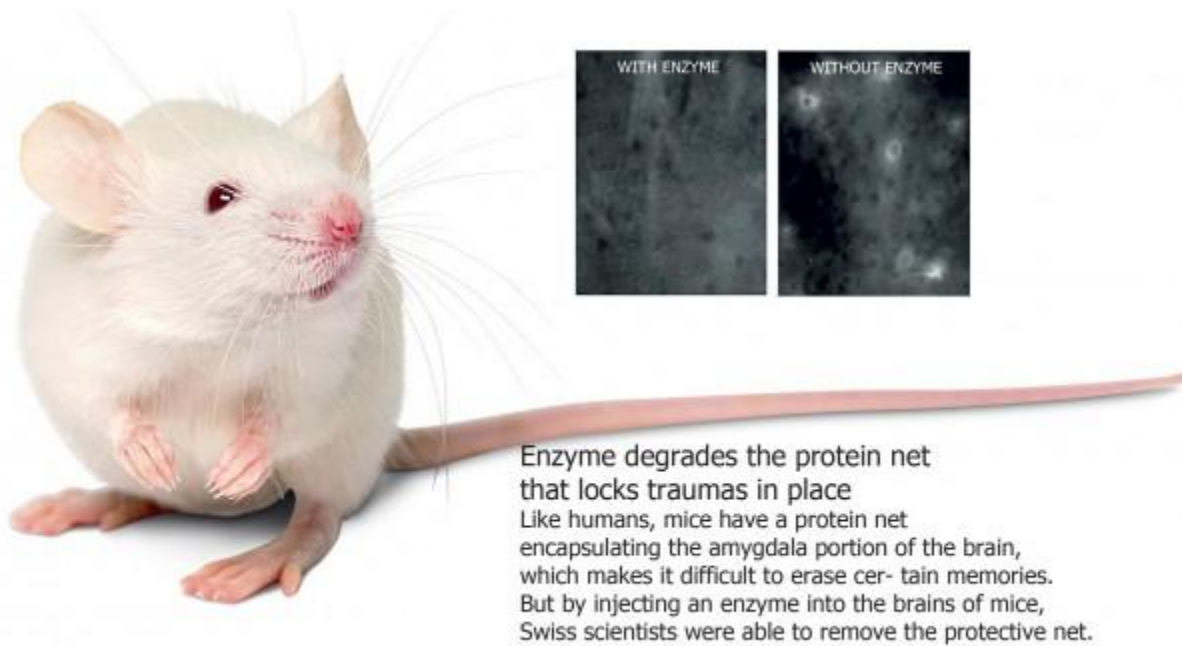 WITH ENZYME
WITHOUT ENZYME
Enzyme degrades the protein net
that locks traumas in place
Like humans, mice have a protein net
encapsulating the amygdala portion of the brain,
which makes it difficult to erase cer- tain memories.
But by injecting an enzyme into the brains of mice,
Swiss scientists were able to remove the protective net.